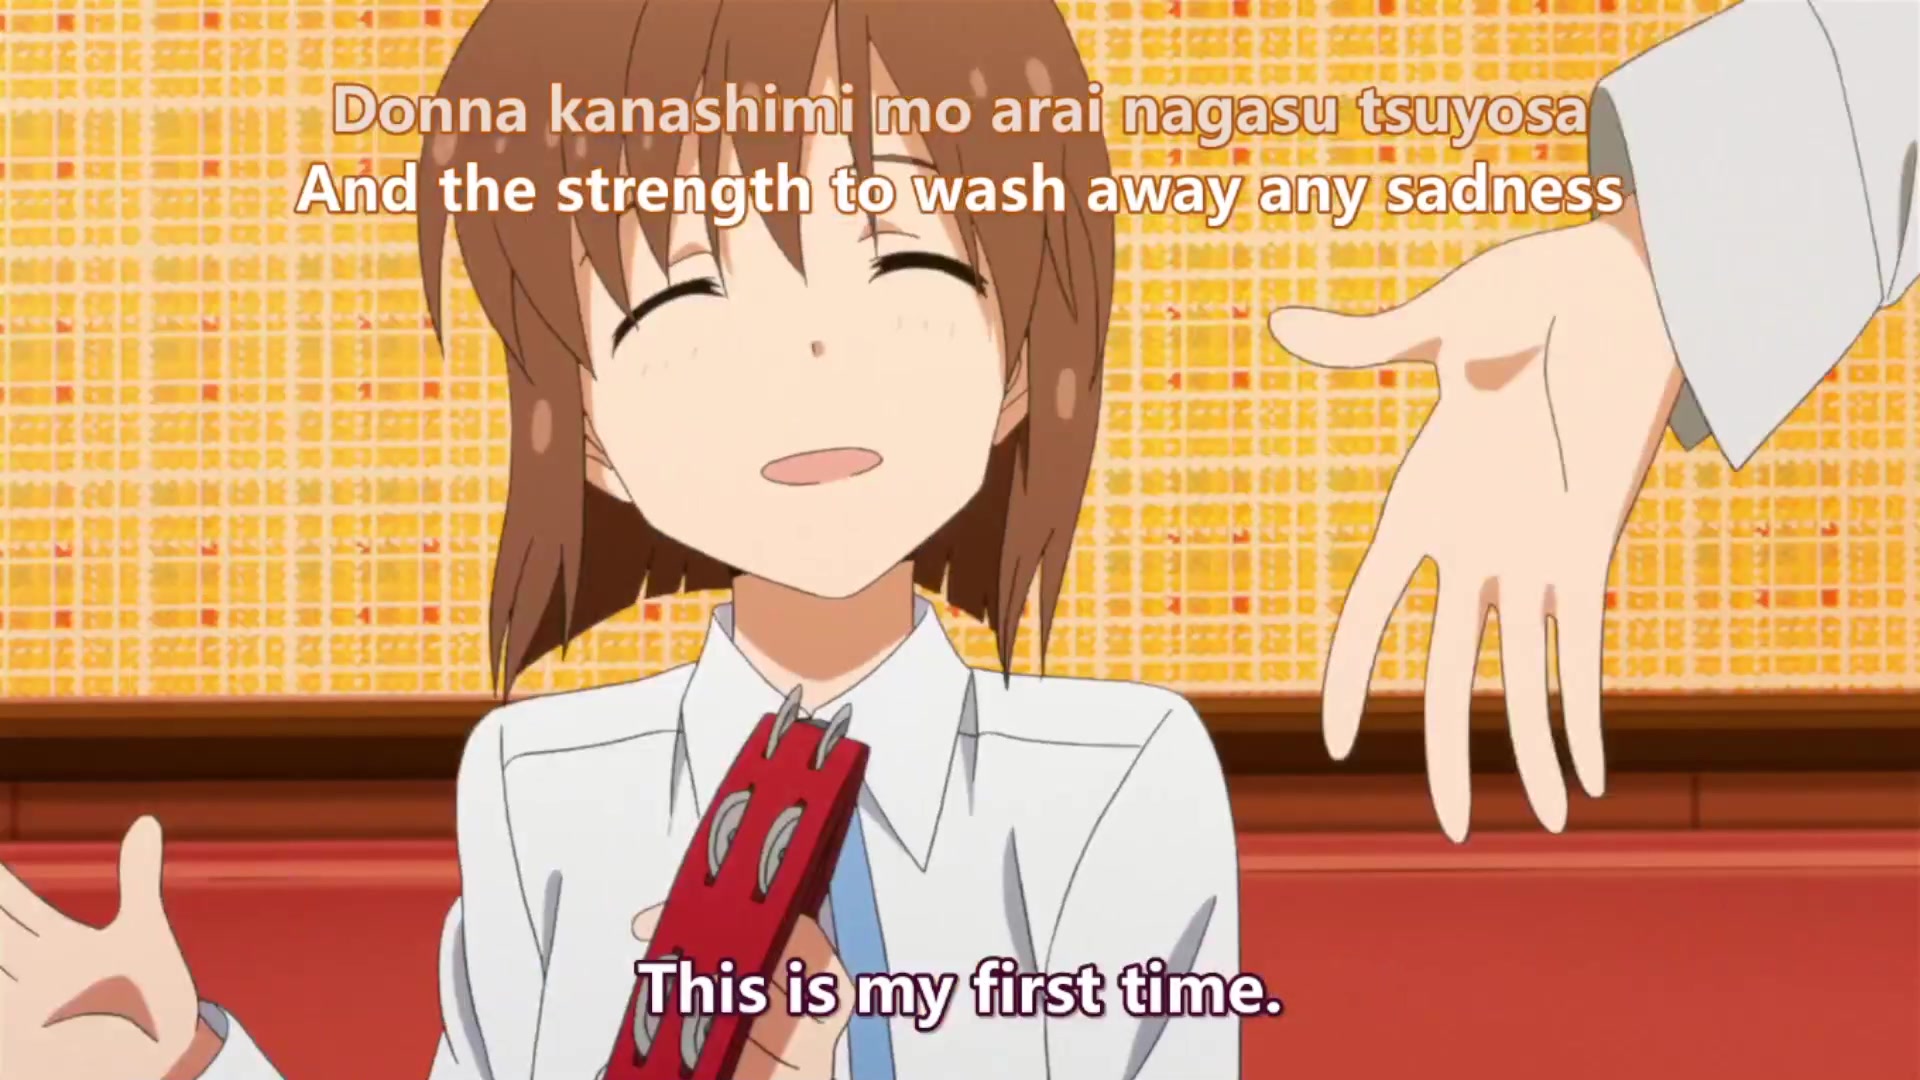 Donna kanashimi mo arai nagasu tsuyosa
And the strength to wash away any sadness
This is my first time.